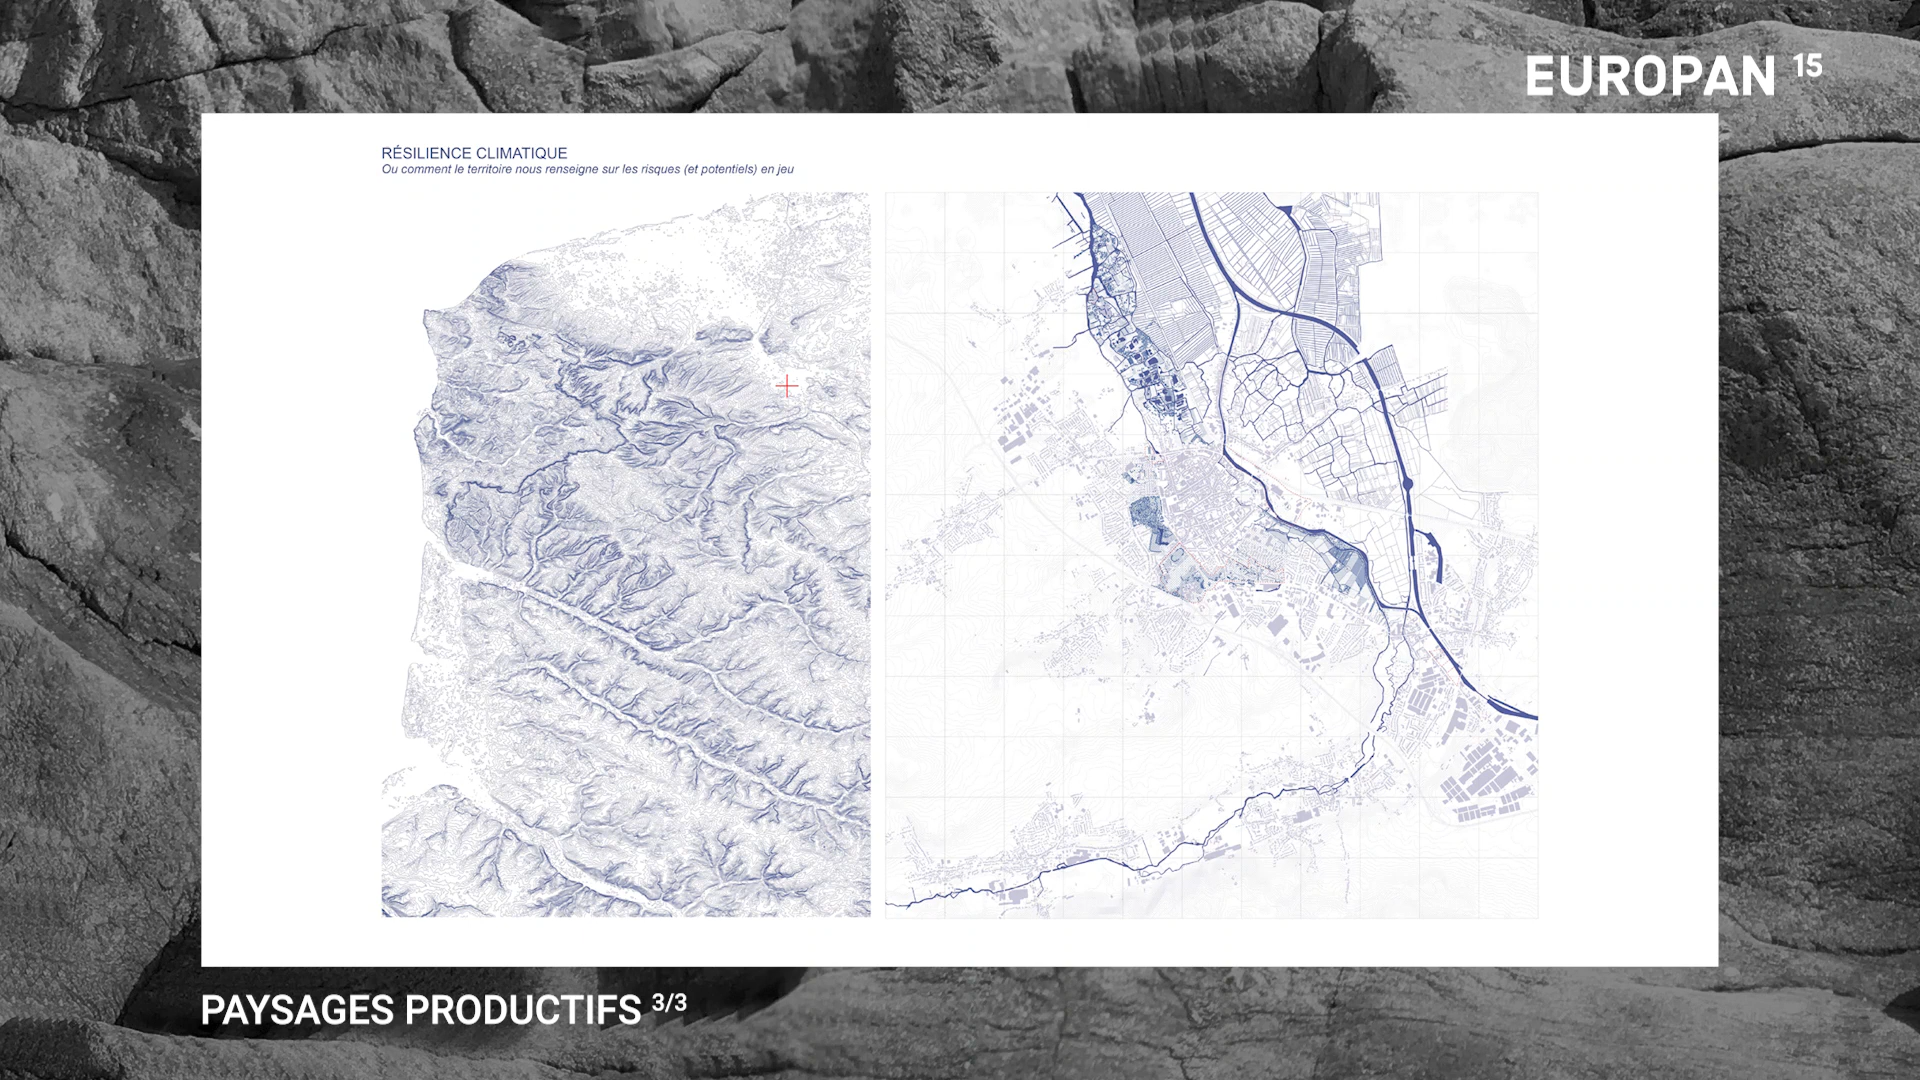 EUROPAN 15
RÉSILIENCE CLIMATIQUE
Ou comment le territoire nous renseigne sur les risques (et potentiels) en jeu
PAYSAGES PRODUCTIFS 3/3